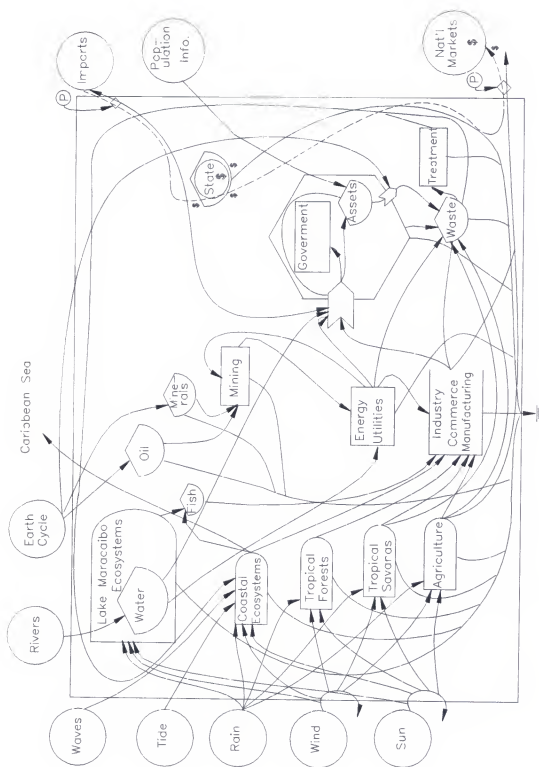 Caribbean Sea
Earth
Cycle
Imports
P
Pop-
ulation
info.
Nat'l
Markets
$
P
$
Rivers
Lake Maracaibo
Ecosystems
Water
Fish
Oil
Mine
rals
Mining
State
$
$
$
$
Goverment
Assets
Treatment
Waste
Waves
Coastal
Ecosystems
Energy
Utilities
Tide
Rain
Tropical
Forests
Industry
Commerce
Manufacturing
Wind
Tropical
Savanas
Sun
Agriculture